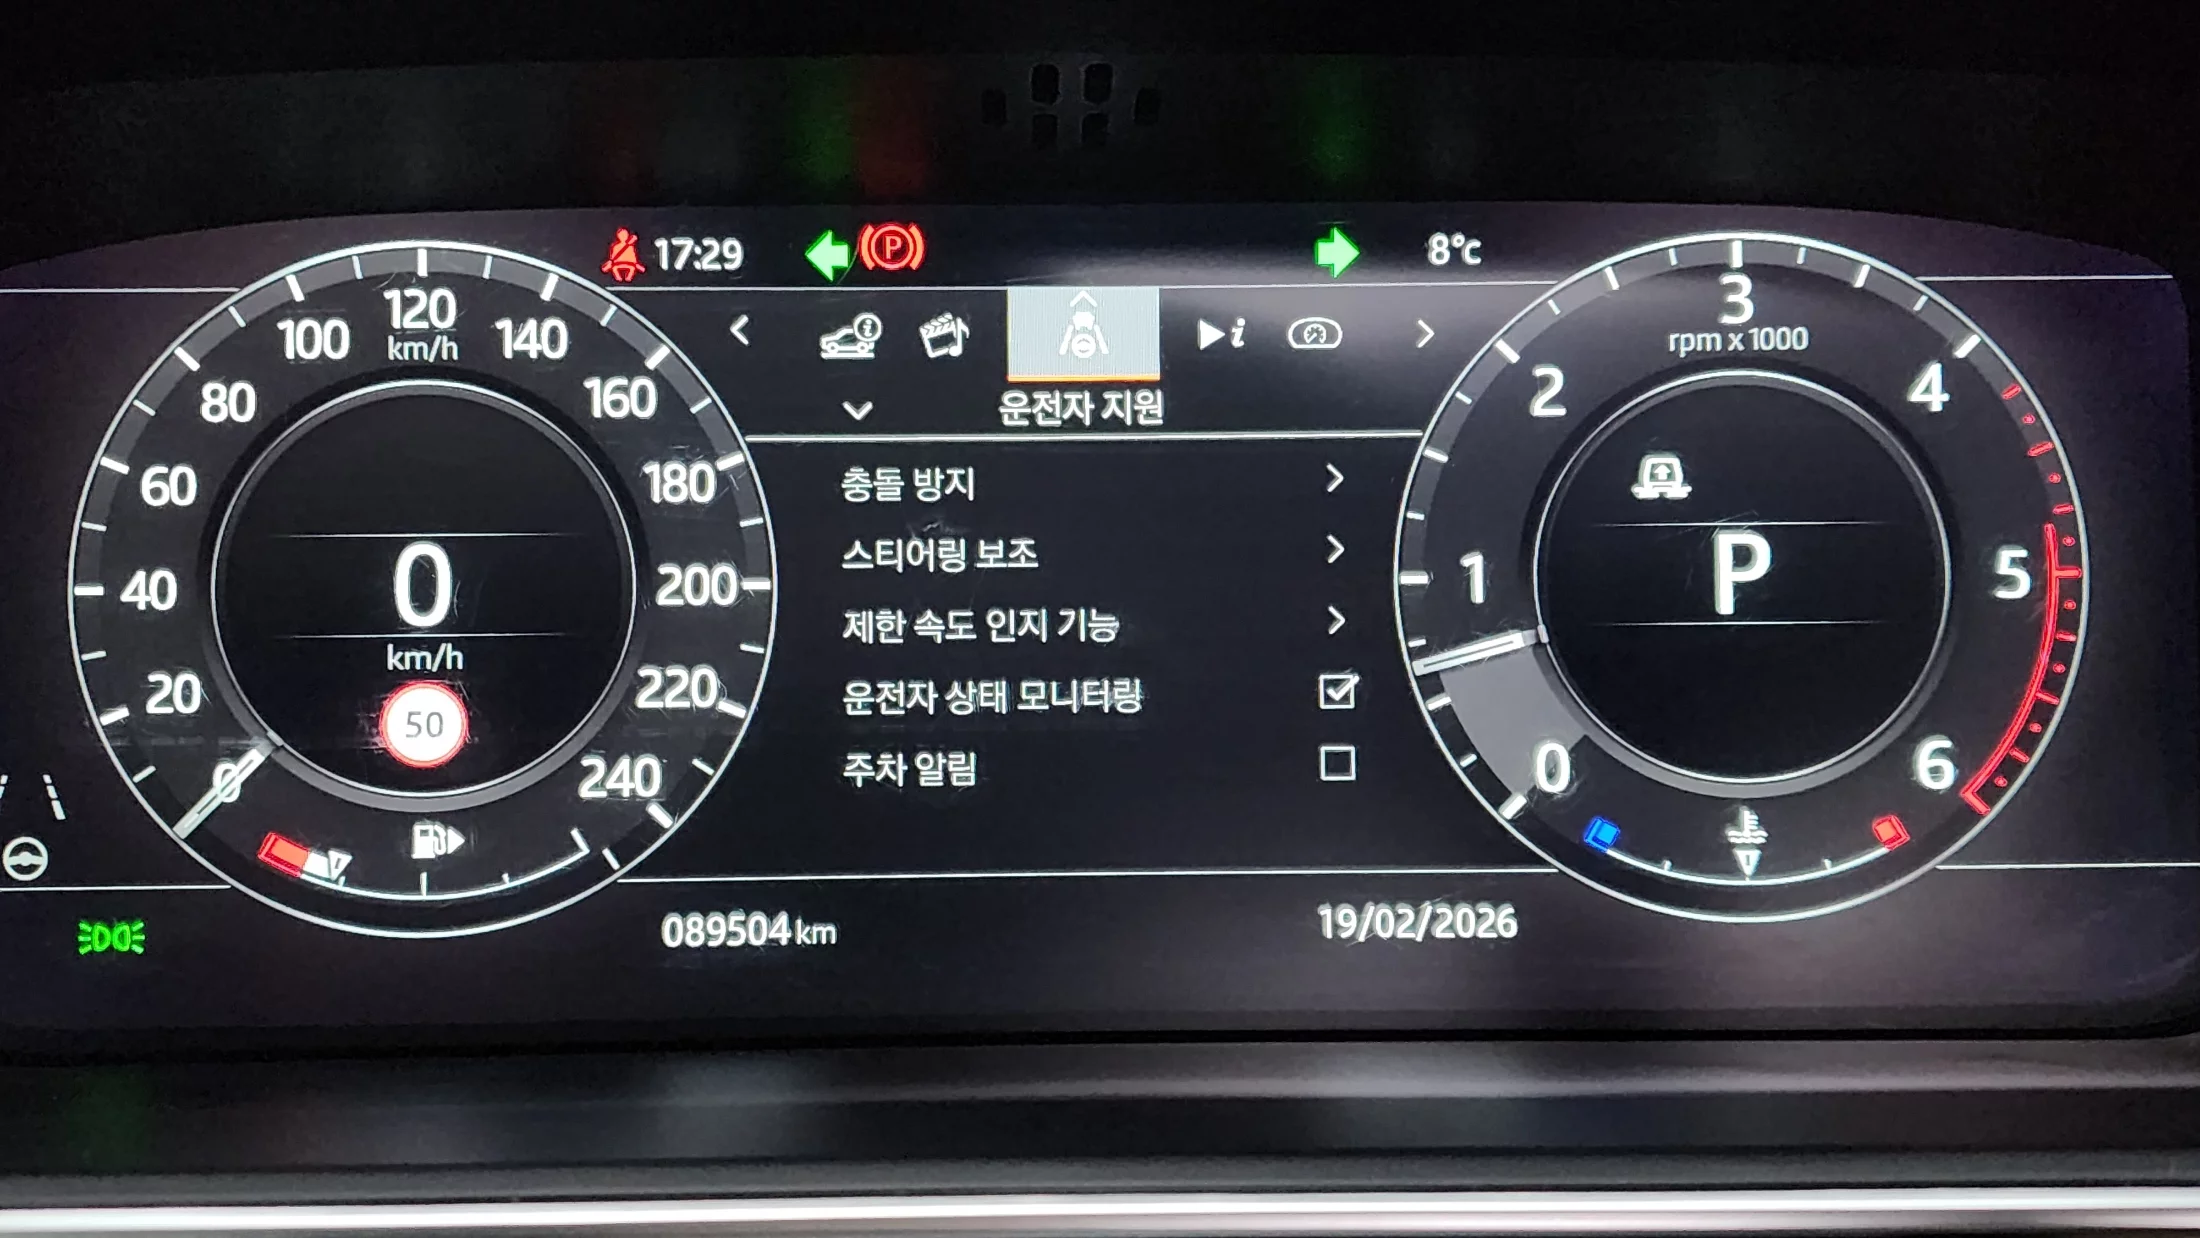 17:29
8°c
120
km/h
100
140
80
160
60
180
40
200
20
220
0
240
0
km/h
50
운전자 지원
충돌 방지
스티어링 보조
제한 속도 인지 기능
운전자 상태 모니터링
주차 알림
3
rpm x 1000
2
4
1
5
0
6
P
089504 km
19/02/2026